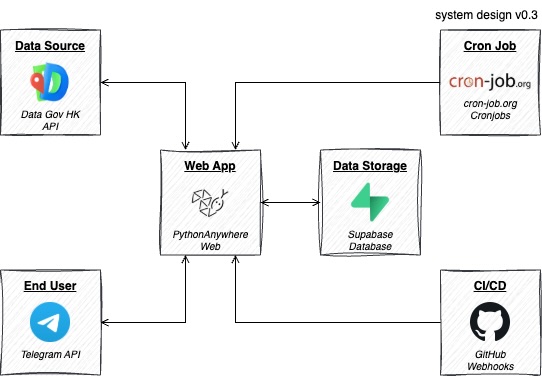 system design v0.3
Data Source
Data Gov HK
API
Cron Job
cron-job.org
cron-job.org
Cronjobs
Web App
PythonAnywhere
Web
Data Storage
Supabase
Database
End User
Telegram API
CI/CD
GitHub
Webhooks